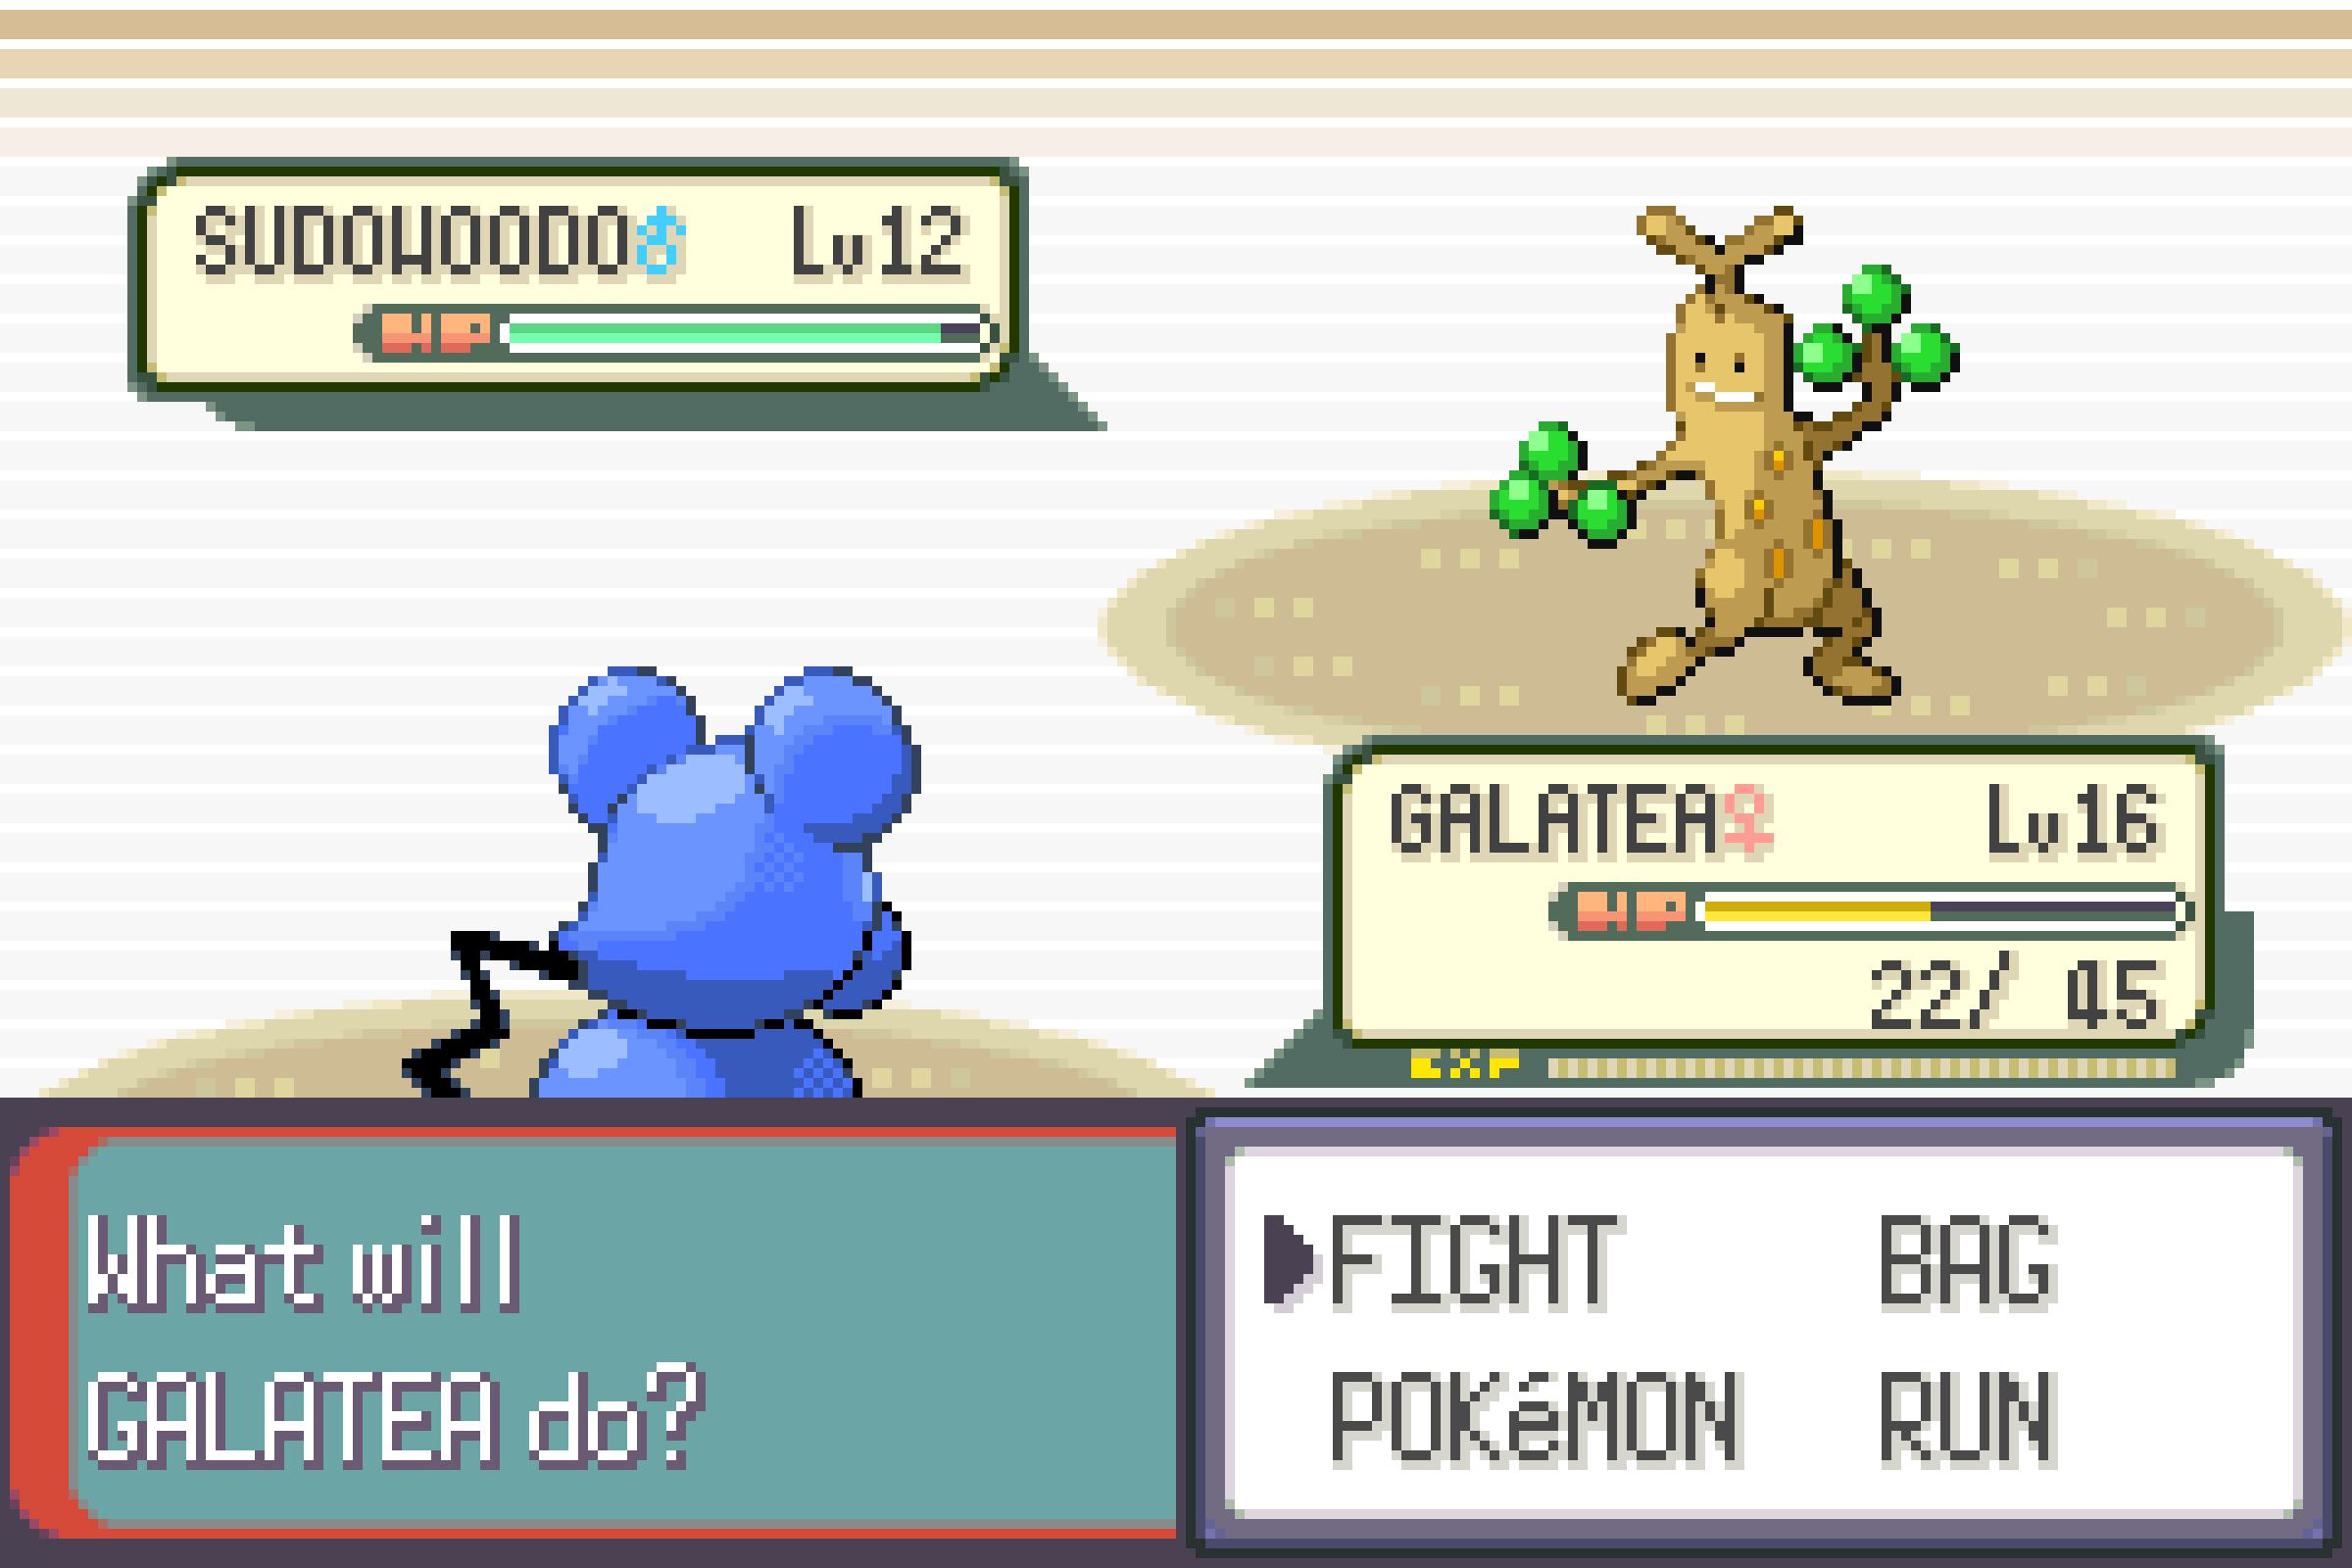 SUDOWOODO♂ Lv12
HP
GALATEA♀ Lv16
HP
22/ 45
EXP
What will
GALATEA do?
FIGHT BAG
POKéMON RUN